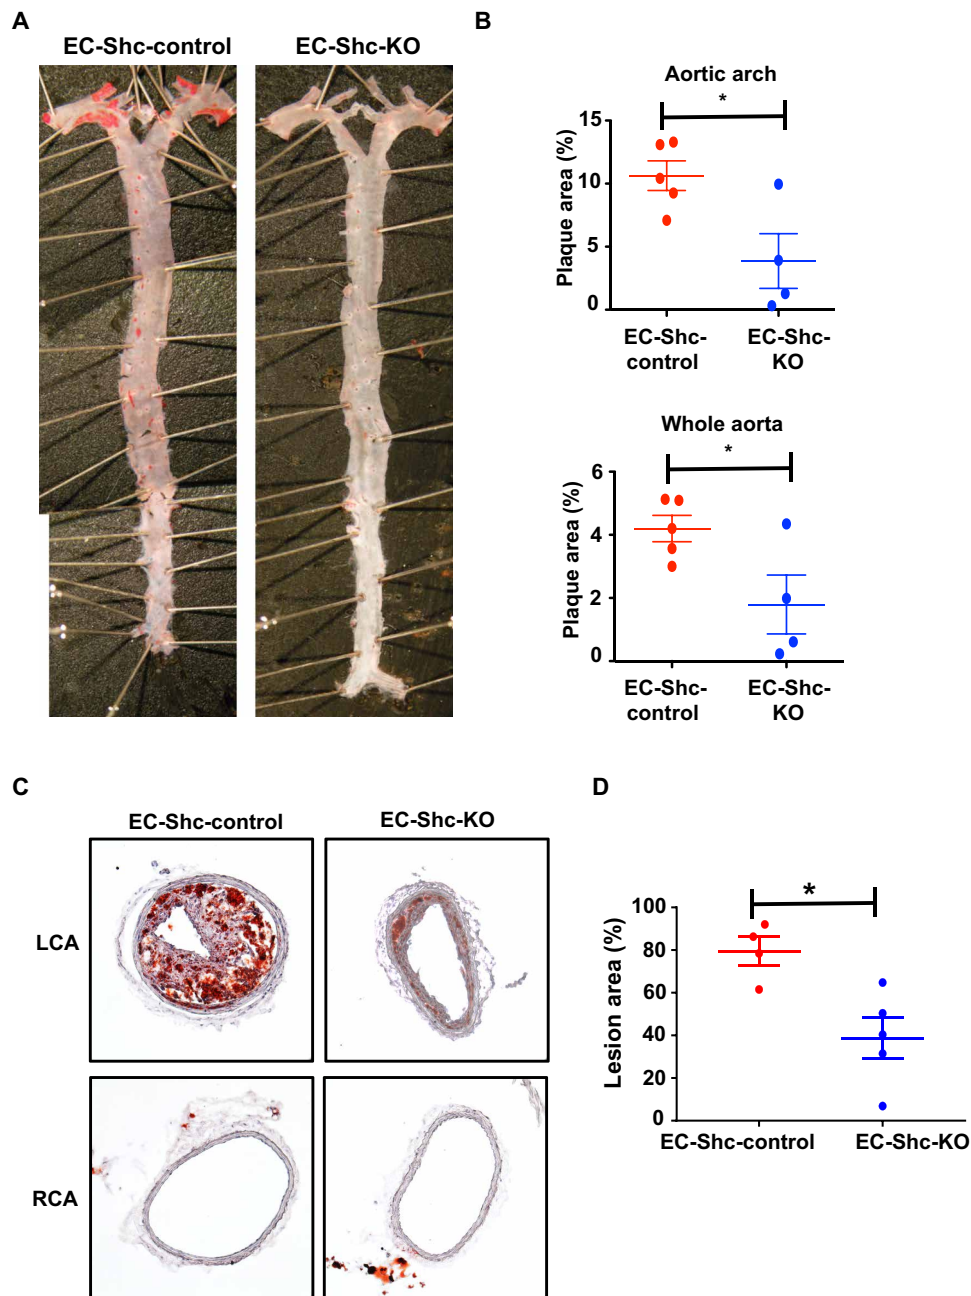 A
EC-Shc-control
EC-Shc-KO
B
Aortic arch
*
Plaque area (%)
15
10
5
0
EC-Shc-
control
EC-Shc-
KO
Whole aorta
*
Plaque area (%)
6
4
2
0
EC-Shc-
control
EC-Shc-
KO
C
EC-Shc-control
EC-Shc-KO
LCA
RCA
D
*
Lesion area (%)
100
80
60
40
20
0
EC-Shc-control
EC-Shc-KO